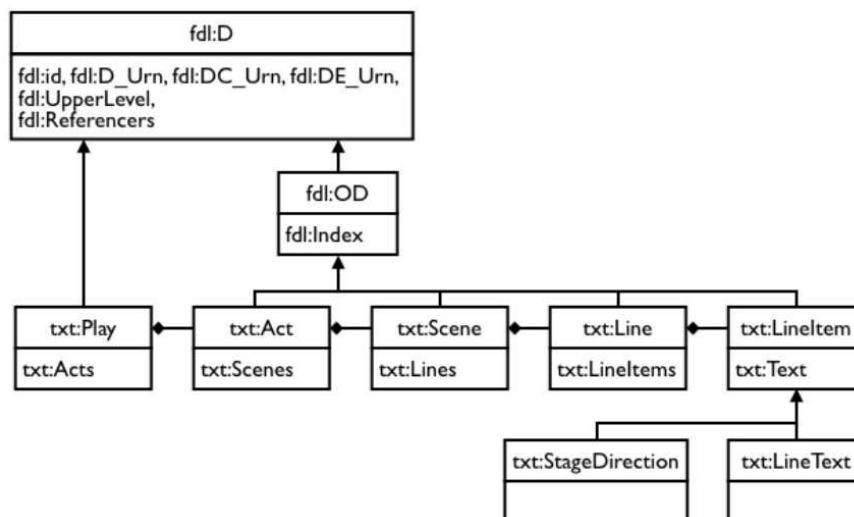 fdl:D
fdl:id, fdl:D_Urn, fdl:DC_Urn, fdl:DE_Urn,
fdl:UpperLevel,
fdl:Referencers
fdl:OD
fdl:Index
txt:Play
txt:Acts
txt:Act
txt:Scenes
txt:Scene
txt:Lines
txt:Line
txt:LineItems
txt:LineItem
txt:Text
txt:StageDirection
txt:LineText